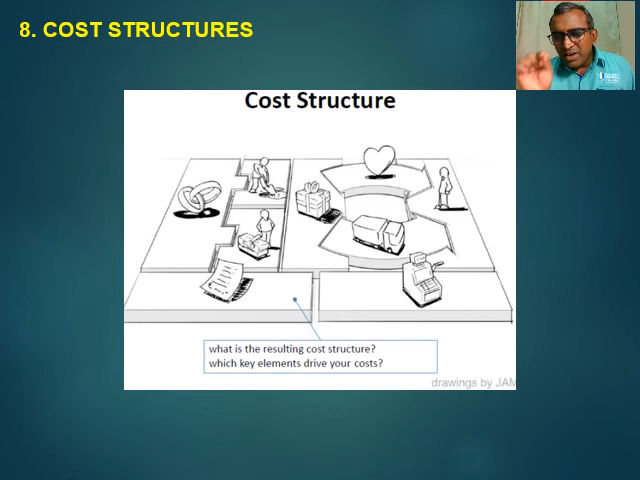 8. COST STRUCTURES
Cost Structure
what is the resulting cost structure?
which key elements drive your costs?
drawings by JAM